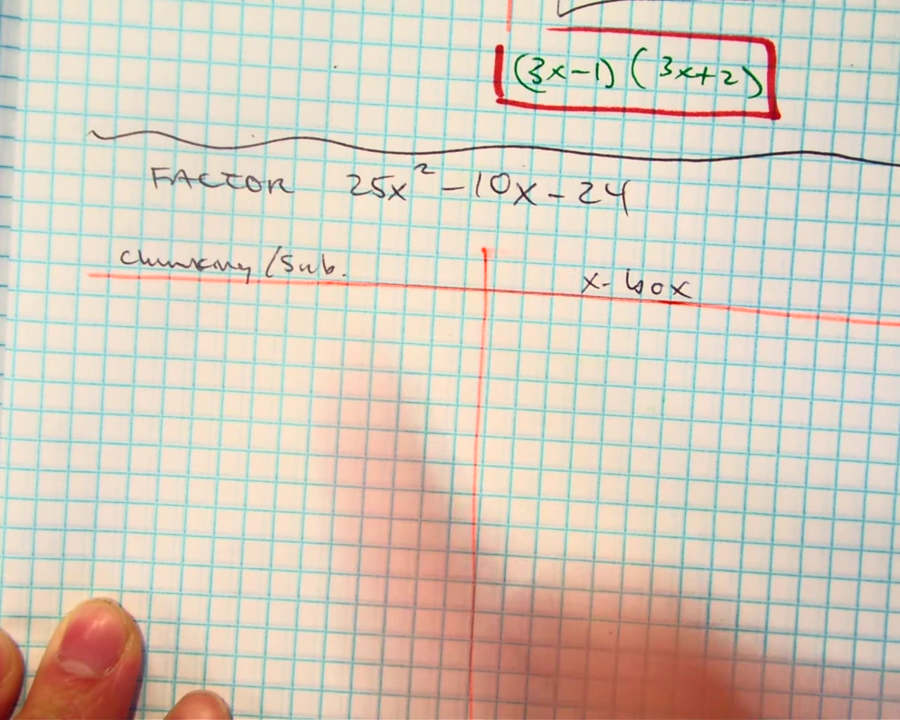 (3x-1)(3x+2)
FACTOR 25x² - 10x - 24
chunking/Sub.
x-box